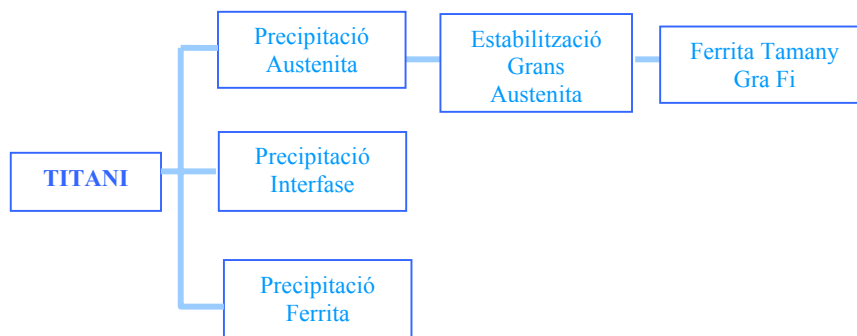 TITANI
Precipitació
Austenita
Estabilització
Grans
Austenita
Ferrita Tamany
Gra Fi
Precipitació
Interfase
Precipitació
Ferrita